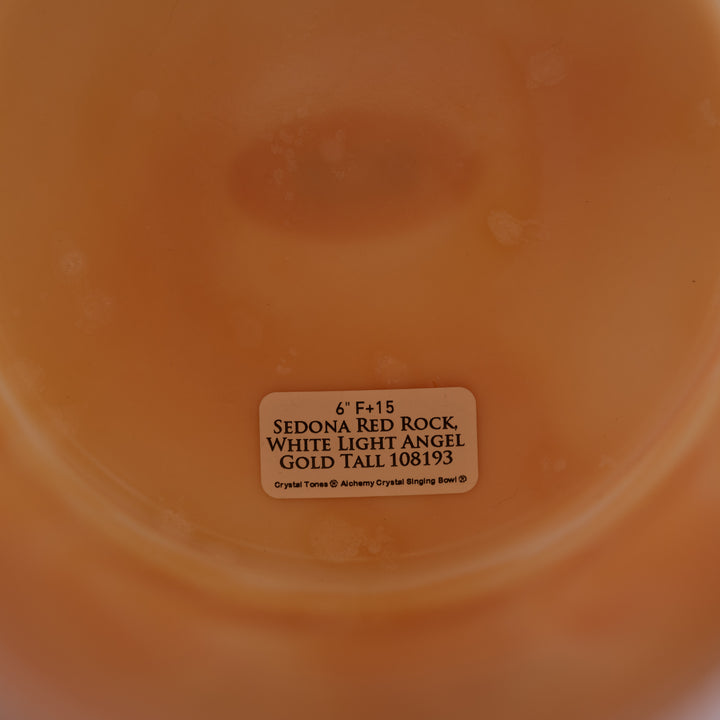 6" F+15
SEDONA RED ROCK,
WHITE LIGHT ANGEL
GOLD TALL 108193
Crystal Tones® Alchemy Crystal Singing Bowl®